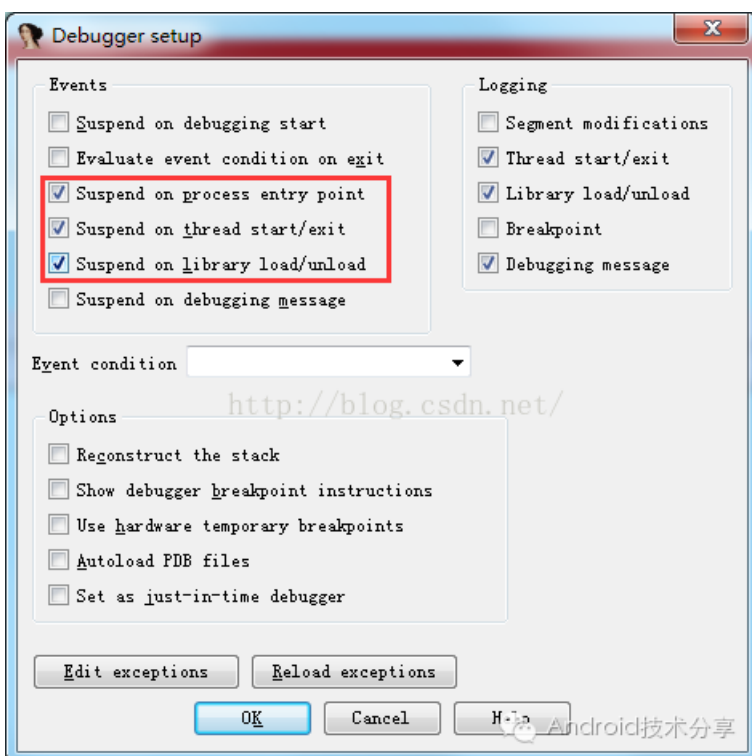 Debugger setup
Events
Suspend on debugging start
Evaluate event condition on exit
Suspend on process entry point
Suspend on thread start/exit
Suspend on library load/unload
Suspend on debugging message
Logging
Segment modifications
Thread start/exit
Library load/unload
Breakpoint
Debugging message
Event condition
http://blog.csdn.net/
Options
Reconstruct the stack
Show debugger breakpoint instructions
Use hardware temporary breakpoints
Autoload PDB files
Set as just-in-time debugger
Edit exceptions
Reload exceptions
OK
Cancel
Help
Android技术分享